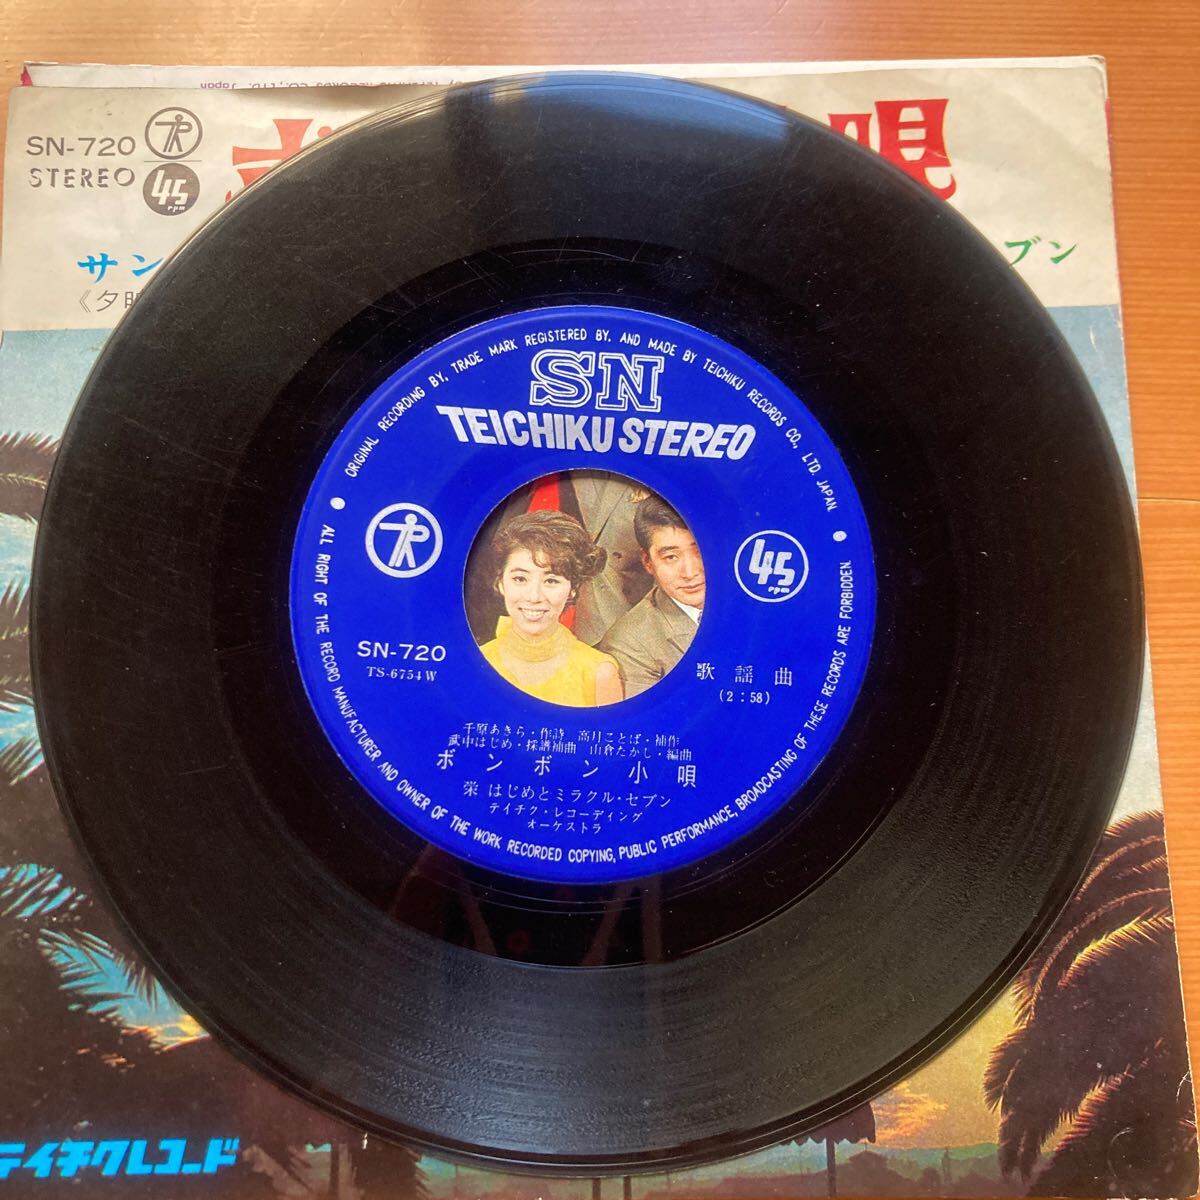 SN-720
STEREO
45
rpm
唄
サン
ブン
ORIGINAL RECORDING BY, TRADE MARK REGISTERED BY, AND MADE BY TEICHIKU RECORDS CO., LTD. JAPAN
SN
TEICHIKU STEREO
45
rpm
SN-720
TS-6754W
歌謡曲
(2:58)
千原あきら・作詩 高月ことば・補作
武中はじめ・採譜補曲 山倉たかし・編曲
ボンボン小唄
栄 はじめとミラクル・セブン
テイチク・レコーディング
オーケストラ
ALL RIGHT OF THE RECORD MANUFACTURER AND OWNER OF THE WORK RECORDED COPYING, PUBLIC PERFORMANCE, BROADCASTING OF THESE RECORDS ARE FORBIDDEN.
テイチクレコード